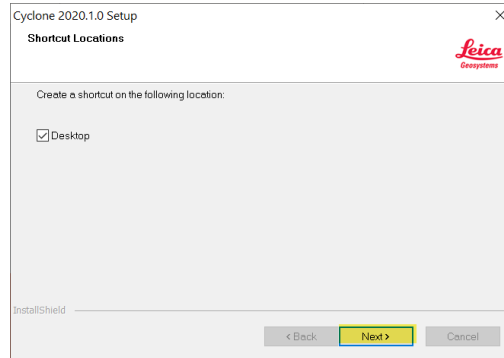 Cyclone 2020.1.0 Setup
Shortcut Locations
Leica
Geosystems
Create a shortcut on the following location:
Desktop
InstallShield
< Back
Next >
Cancel